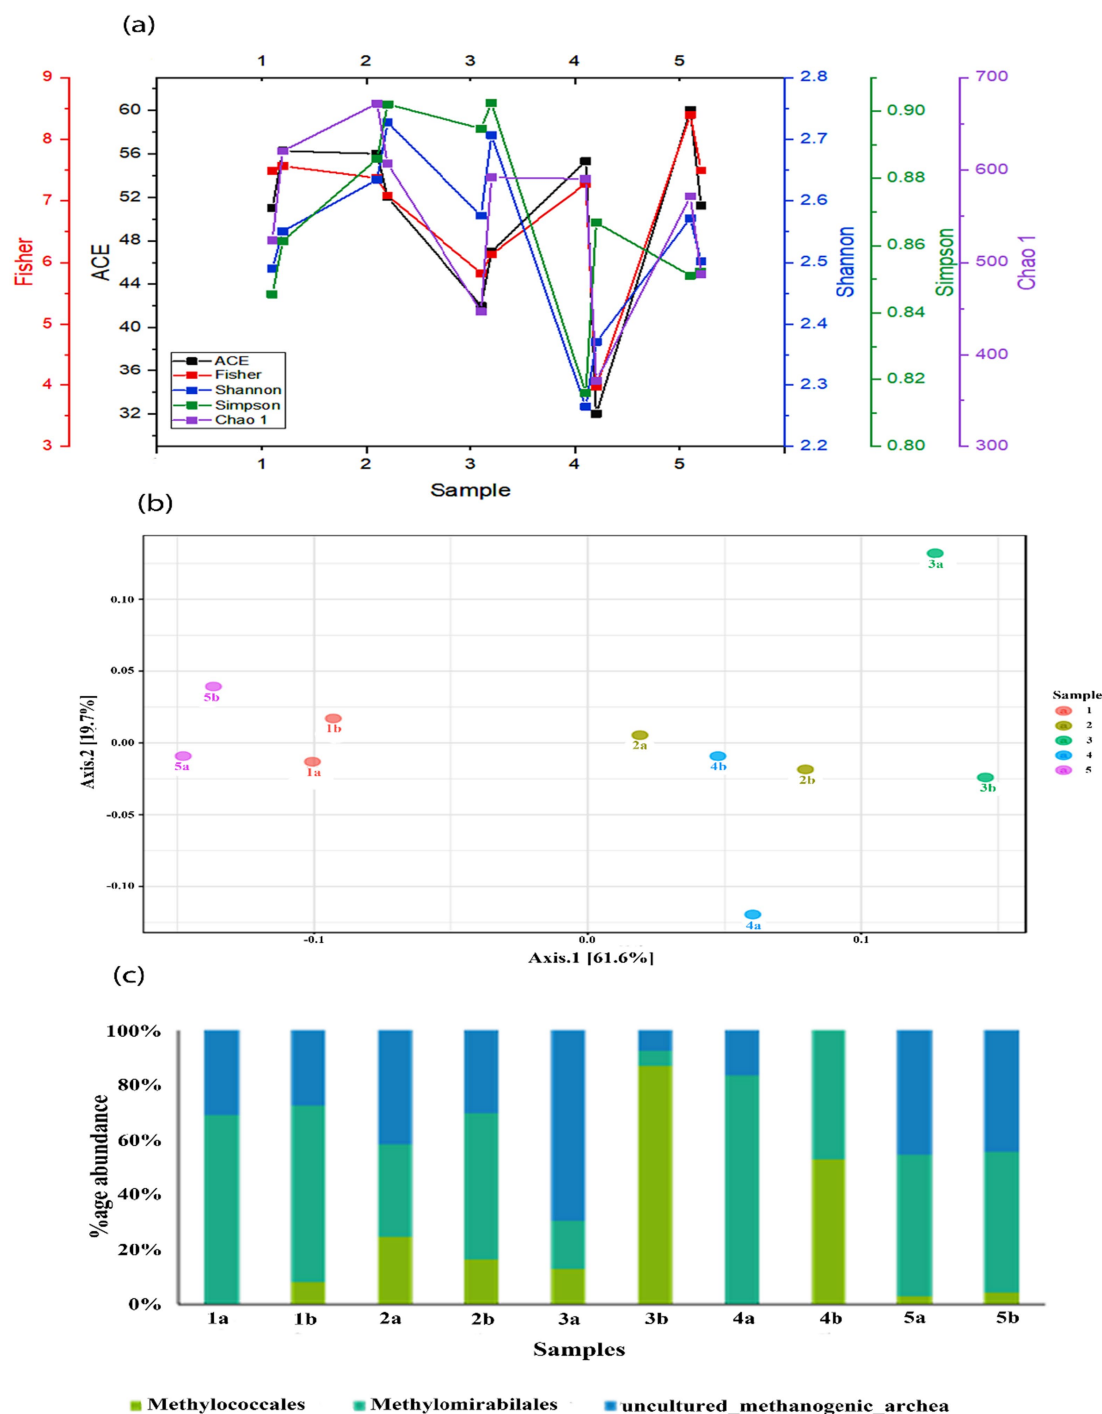 (a)
1 2 3 4 5
9 2.8 700
60 0.90
8 2.7
56
600
7 52 0.88
2.6
48
6 0.86
2.5 500
44
5 40 0.84
2.4
400
36
4 0.82
2.3
32
3 2.2 0.80 300
Fisher
ACE
Shannon
Simpson
Chao 1
ACE
Fisher
Shannon
Simpson
Chao 1
1 2 3 4 5
Sample
(b)
3a
0.10
0.05
5b
Sample
a 1
1b
a 2
0.00
2a
a 3
5a
1a
4b
2b
a 4
3b
a 5
-0.05
-0.10
4a
Axis.2 [19.7%]
-0.1 0.0 0.1
Axis.1 [61.6%]
(c)
100%
80%
60%
40%
20%
0%
%age abundance
1a 1b 2a 2b 3a 3b 4a 4b 5a 5b
Samples
Methylococcales Methylomirabilales uncultured_methanogenic_archea